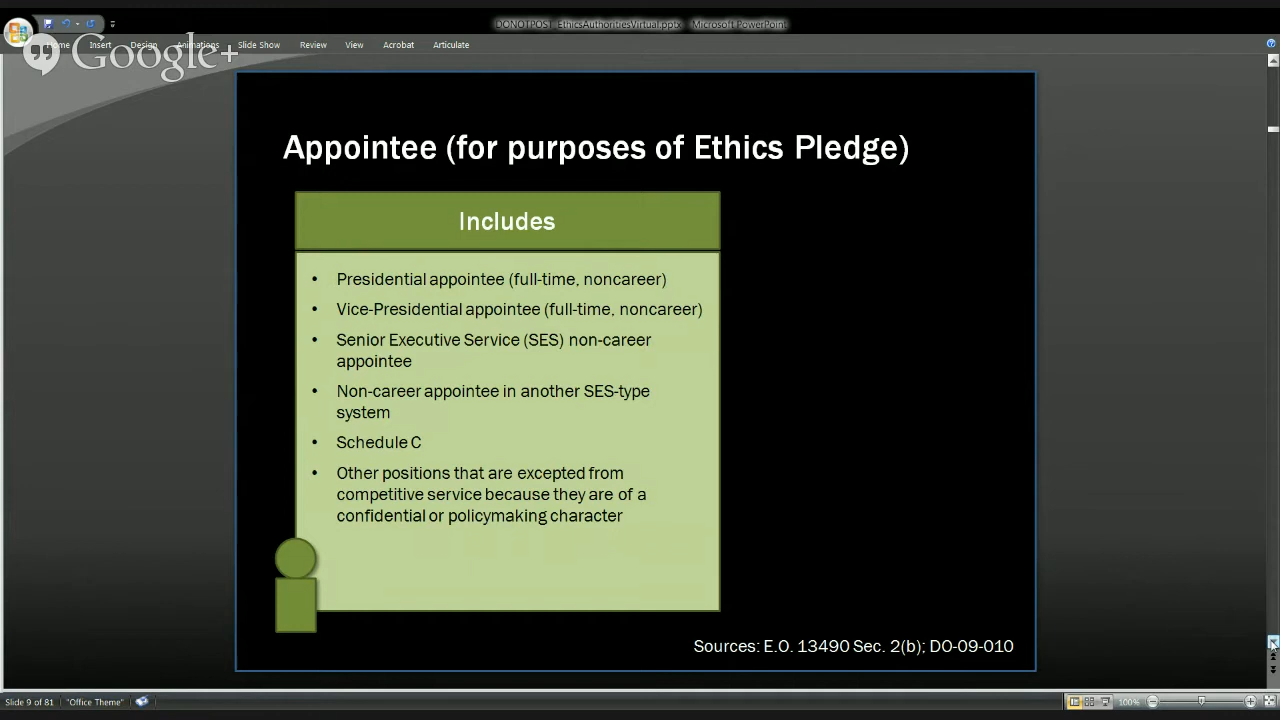 DONOTPOST_EthicsAuthoritiesVirtual.pptx - Microsoft PowerPoint
Home Insert Design Animations Slide Show Review View Acrobat Articulate
Google+
Appointee (for purposes of Ethics Pledge)
Includes
• Presidential appointee (full-time, noncareer)
• Vice-Presidential appointee (full-time, noncareer)
• Senior Executive Service (SES) non-career
appointee
• Non-career appointee in another SES-type
system
• Schedule C
• Other positions that are excepted from
competitive service because they are of a
confidential or policymaking character
Sources: E.O. 13490 Sec. 2(b); DO-09-010
Slide 9 of 81 "Office Theme" 100%